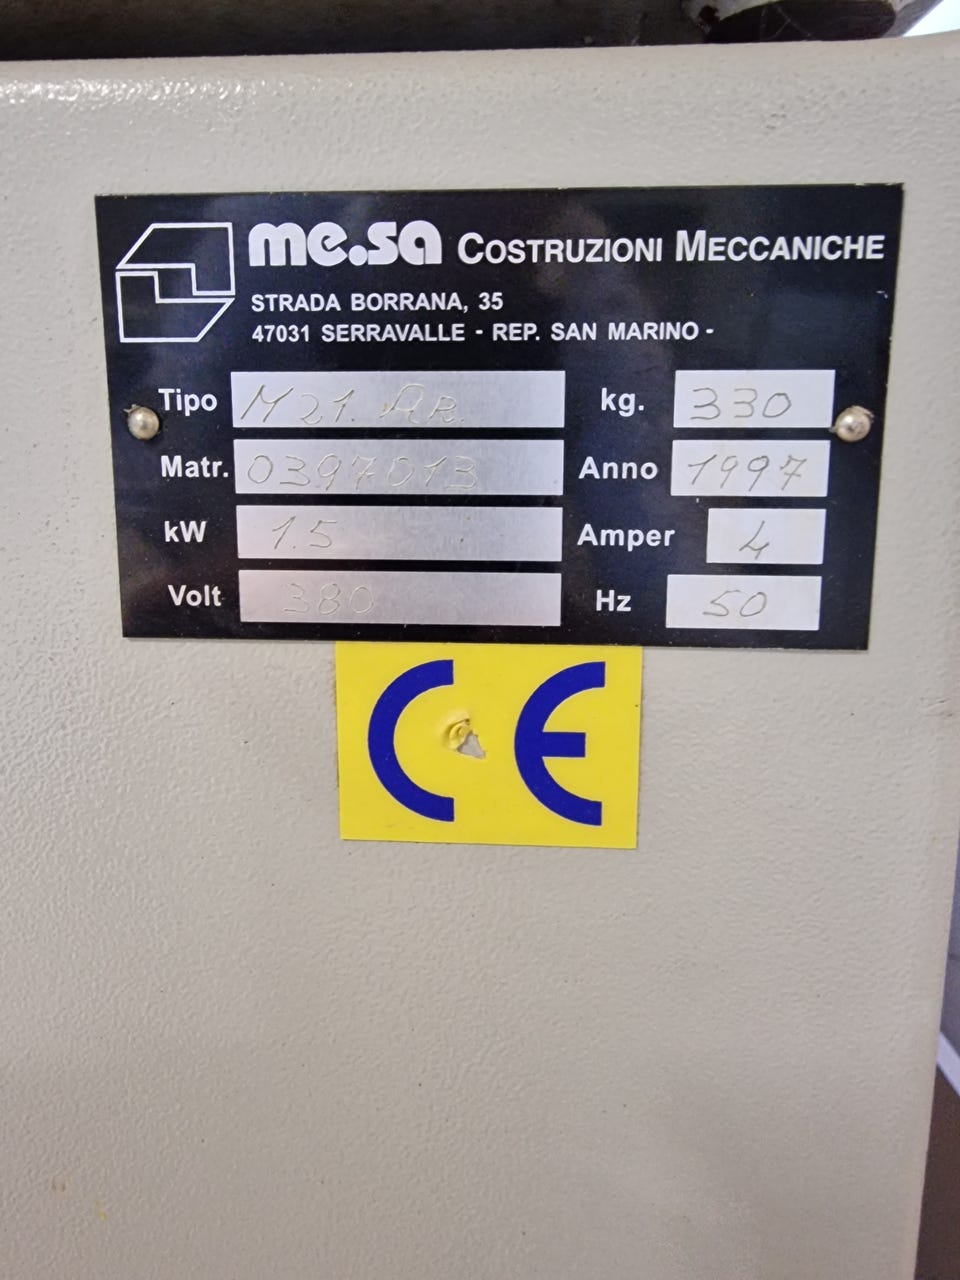 me.sa COSTRUZIONI MECCANICHE
STRADA BORRANA, 35
47031 SERRAVALLE - REP. SAN MARINO -
Tipo M21.AR. kg. 330
Matr. 0397013 Anno 1997
kW 1.5 Amper 4
Volt 380 Hz 50
CE